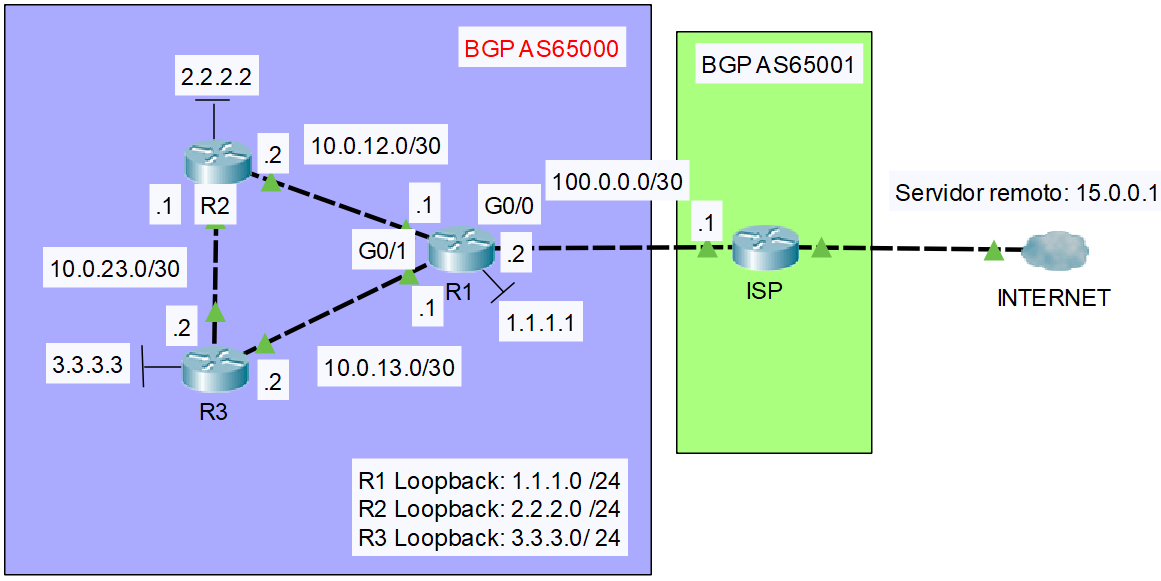 BGP AS65000
BGP AS65001
2.2.2.2
.2
10.0.12.0/30
100.0.0.0/30
Servidor remoto: 15.0.0.1
.1
R2
.1
G0/0
.1
G0/1
.2
10.0.23.0/30
R1
ISP
INTERNET
.1
1.1.1.1
.2
3.3.3.3
10.0.13.0/30
.2
R3
R1 Loopback: 1.1.1.0 /24
R2 Loopback: 2.2.2.0 /24
R3 Loopback: 3.3.3.0/ 24